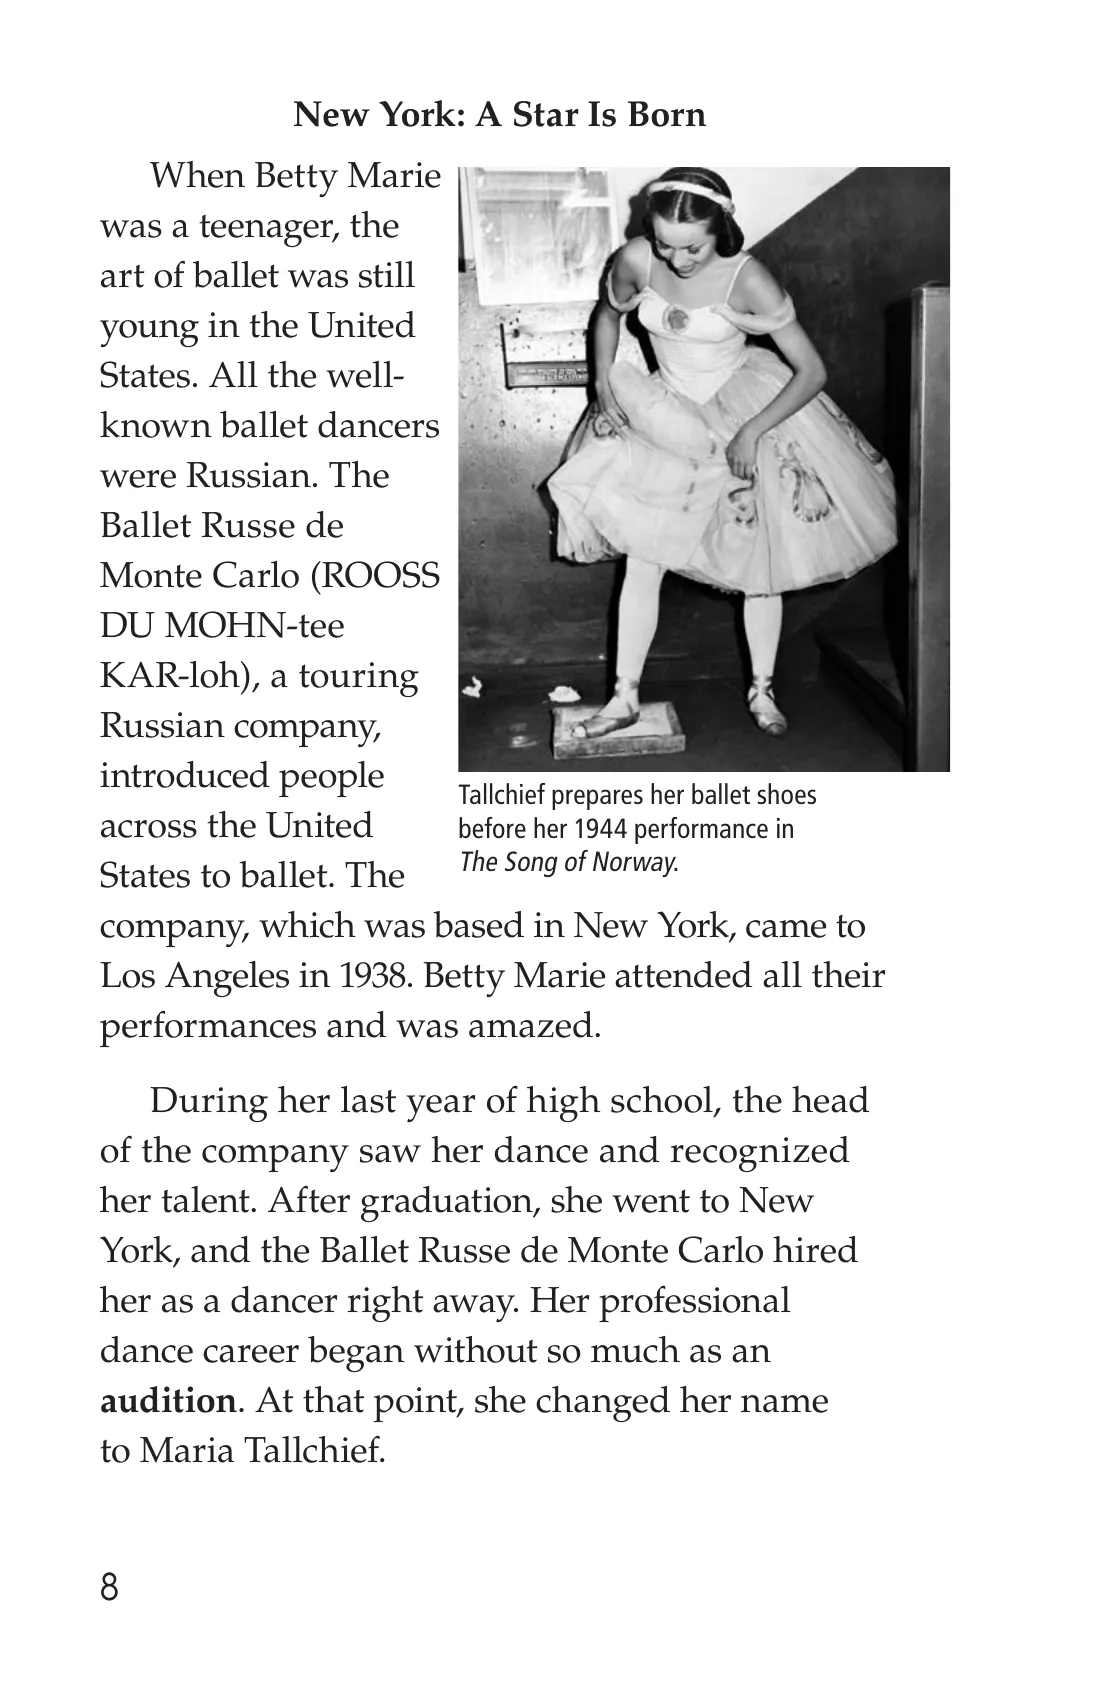 New York: A Star Is Born
When Betty Marie
was a teenager, the
art of ballet was still
young in the United
States. All the well-
known ballet dancers
were Russian. The
Ballet Russe de
Monte Carlo (ROOSS
DU MOHN-tee
KAR-loh), a touring
Russian company,
introduced people
across the United
States to ballet. The
Tallchief prepares her ballet shoes
before her 1944 performance in
The Song of Norway.
company, which was based in New York, came to
Los Angeles in 1938. Betty Marie attended all their
performances and was amazed.
During her last year of high school, the head
of the company saw her dance and recognized
her talent. After graduation, she went to New
York, and the Ballet Russe de Monte Carlo hired
her as a dancer right away. Her professional
dance career began without so much as an
audition. At that point, she changed her name
to Maria Tallchief.
8